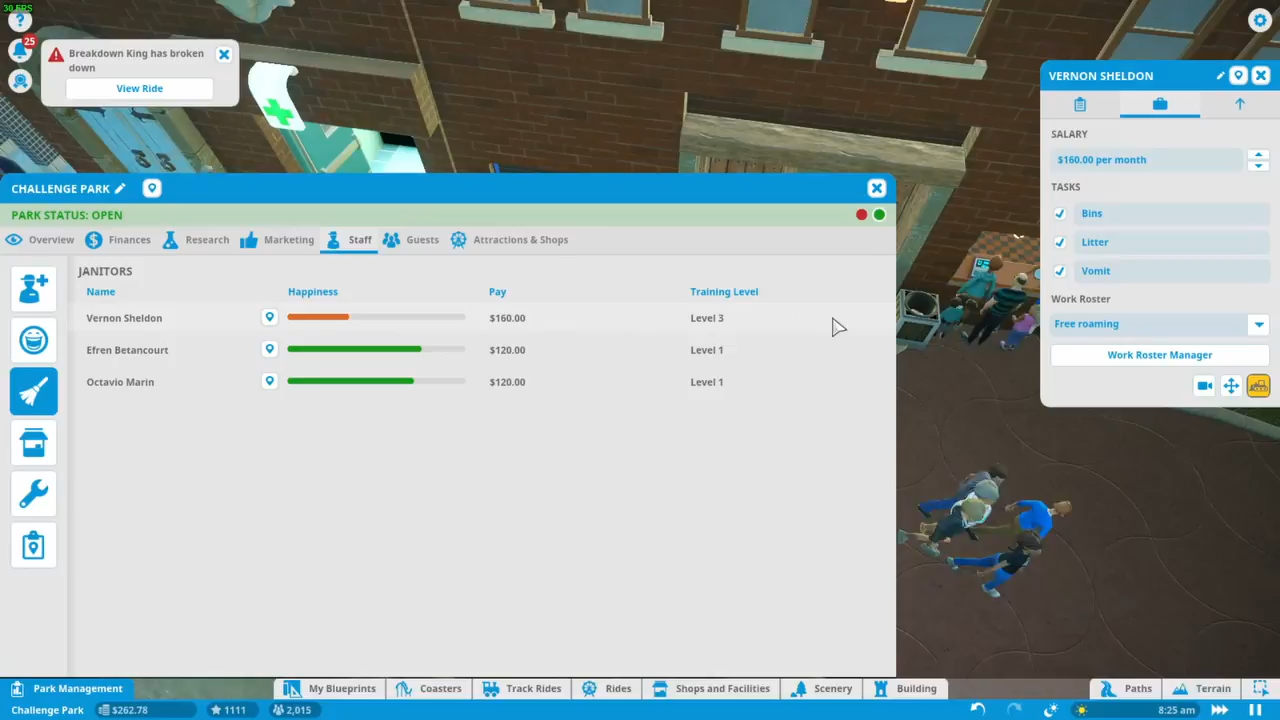 30 FPS
?
25
Breakdown King has broken
down
View Ride
33
VERNON SHELDON
SALARY
$160.00 per month
TASKS
Bins
Litter
Vomit
Work Roster
Free roaming
Work Roster Manager
CHALLENGE PARK
PARK STATUS: OPEN
Overview
Finances
Research
Marketing
Staff
Guests
Attractions & Shops
JANITORS
Name Happiness Pay Training Level
Vernon Sheldon $160.00 Level 3
Efren Betancourt $120.00 Level 1
Octavio Marin $120.00 Level 1
Park Management
My Blueprints
Coasters
Track Rides
Rides
Shops and Facilities
Scenery
Building
Paths
Terrain
Challenge Park
$262.78
1111
2,015
8:25 am